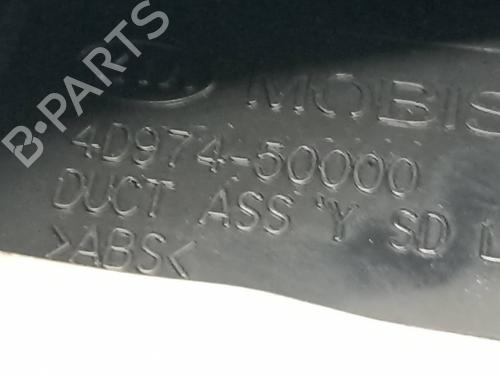 B-PARTS
MOBIS
4D974-50000
DUCT ASS'Y SD L
>ABS<